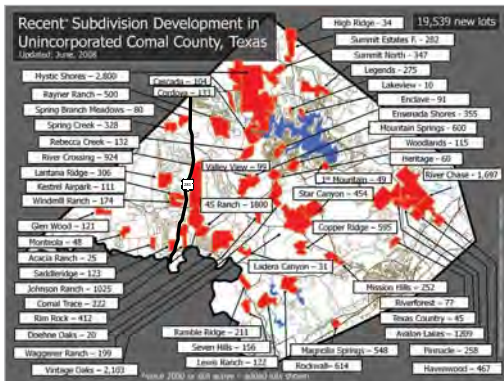 Recent* Subdivision Development in
Unincorporated Comal County, Texas
Updated: June, 2008
19,539 new lots
High Ridge – 34
Summit Estates F. – 282
Summit North – 347
Legends – 275
Lakeview – 10
Enclave – 91
Ensenada Shores – 355
Mountain Springs – 600
Woodlands – 115
Heritage – 60
River Chase – 1,697
Mystic Shores – 2,800
Rayner Ranch – 500
Spring Branch Meadows – 80
Spring Creek – 328
Rebecca Creek – 132
River Crossing – 924
Lantana Ridge – 306
Kestrel Airpark – 111
Windmill Ranch – 174
Cascada – 104
Cordova – 133
Valley View – 99
4S Ranch – 1800
1st Mountain – 49
Star Canyon – 454
Copper Ridge – 595
Ladera Canyon – 31
Glen Wood – 121
Monteola – 48
Acacia Ranch – 25
Saddleridge – 123
Johnson Ranch – 1025
Comal Trace – 222
Rim Rock – 412
Doehne Oaks – 20
Waggener Ranch – 199
Vintage Oaks – 2,103
Ramble Ridge – 211
Seven Hills – 156
Lewis Ranch – 122
Mission Hills – 252
Riverforest – 77
Texas Country – 45
Avalon Lakes – 1209
Magnolia Springs – 548
Pinnacle – 258
Rockwall – 614
Havenwood – 467